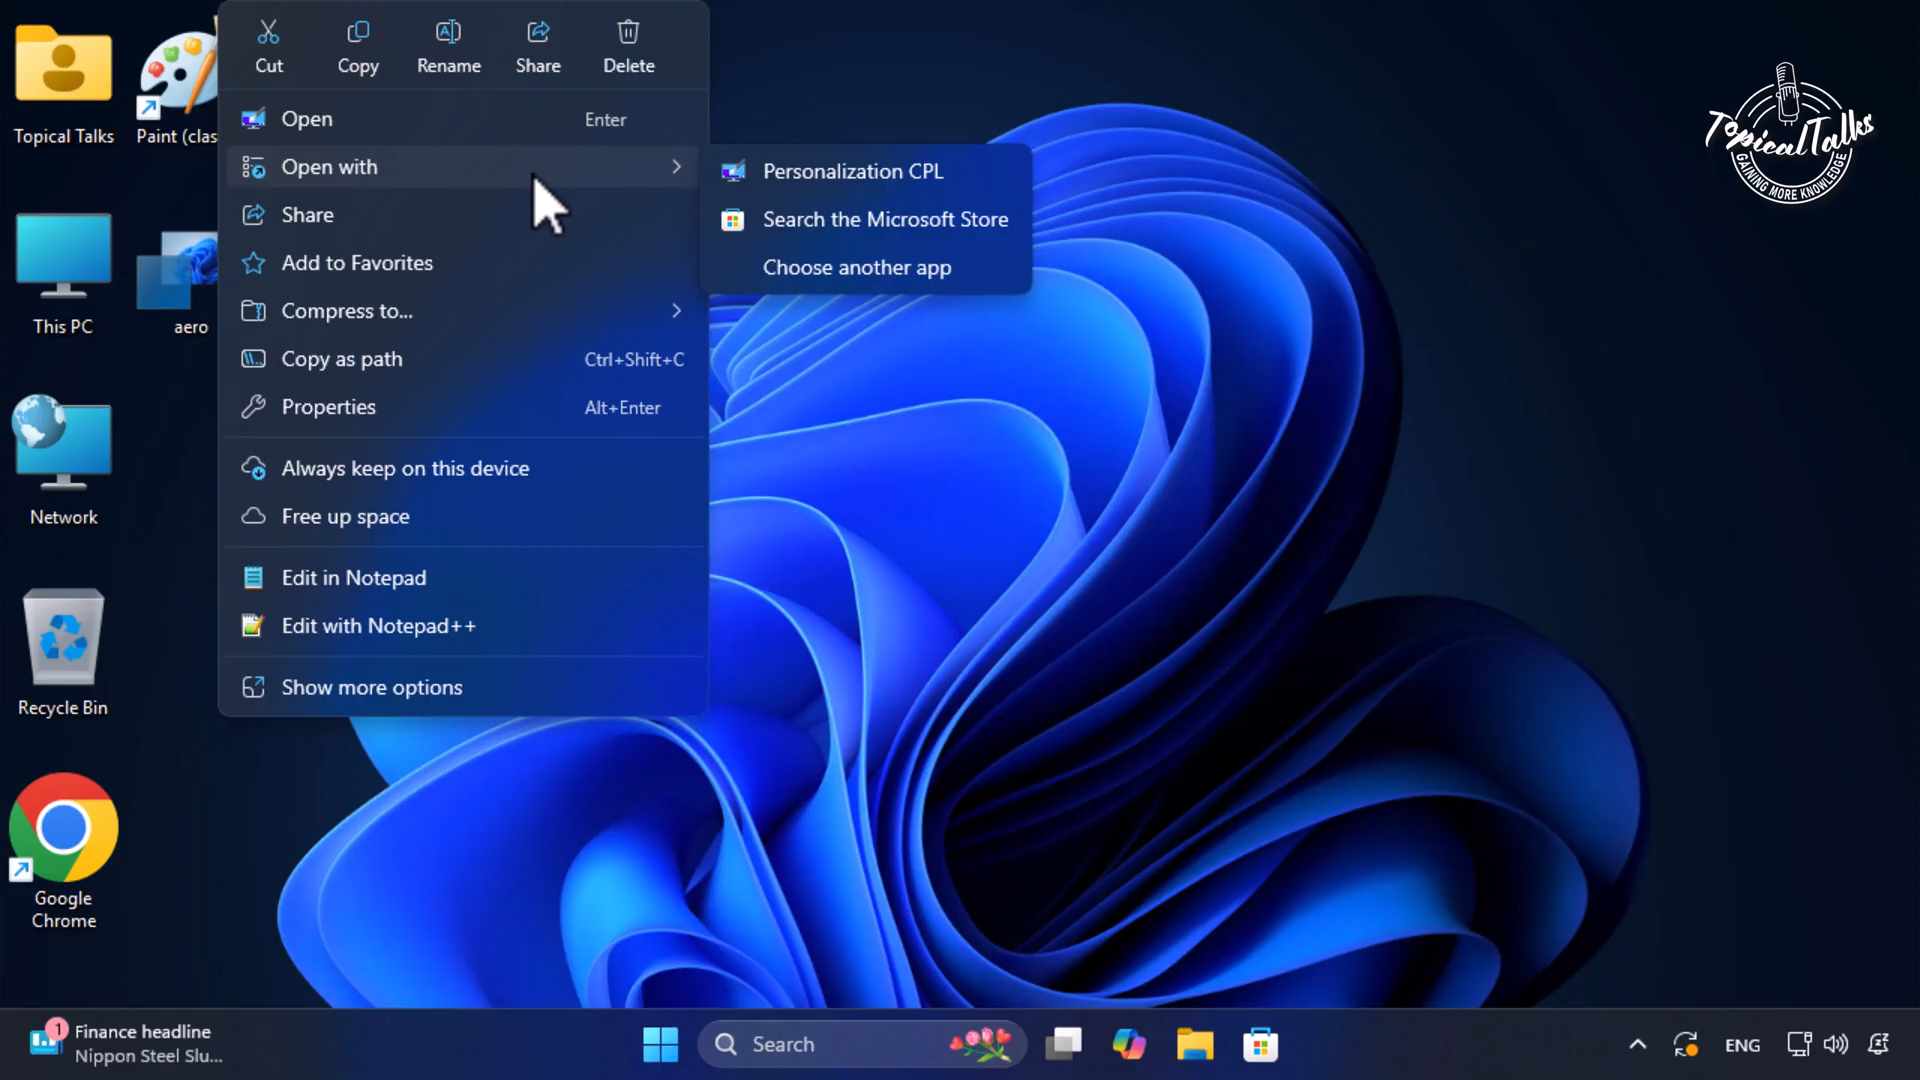 Topical Talks
Paint (clas
This PC
aero
Network
Recycle Bin
Google
Chrome
Cut
Copy
Rename
Share
Delete
Open Enter
Open with
Share
Add to Favorites
Compress to...
Copy as path Ctrl+Shift+C
Properties Alt+Enter
Always keep on this device
Free up space
Edit in Notepad
Edit with Notepad++
Show more options
Personalization CPL
Search the Microsoft Store
Choose another app
TopicalTalks
GAINING MORE KNOWLEDGE
1
Finance headline
Nippon Steel Slu...
Search
ENG